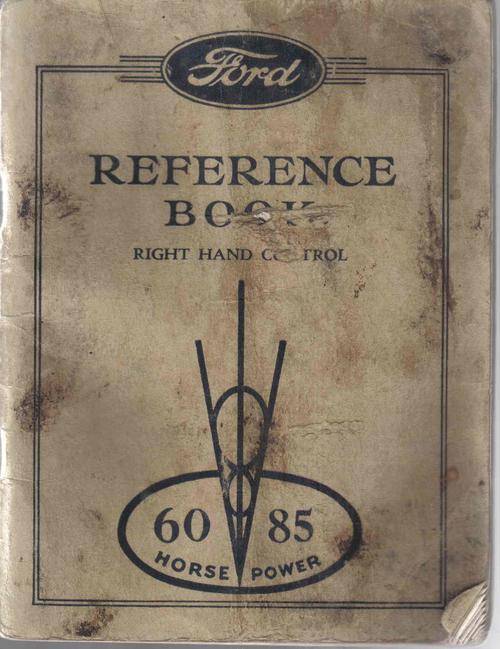 Ford
REFERENCE
BOOK
RIGHT HAND CONTROL
60 85
HORSE POWER